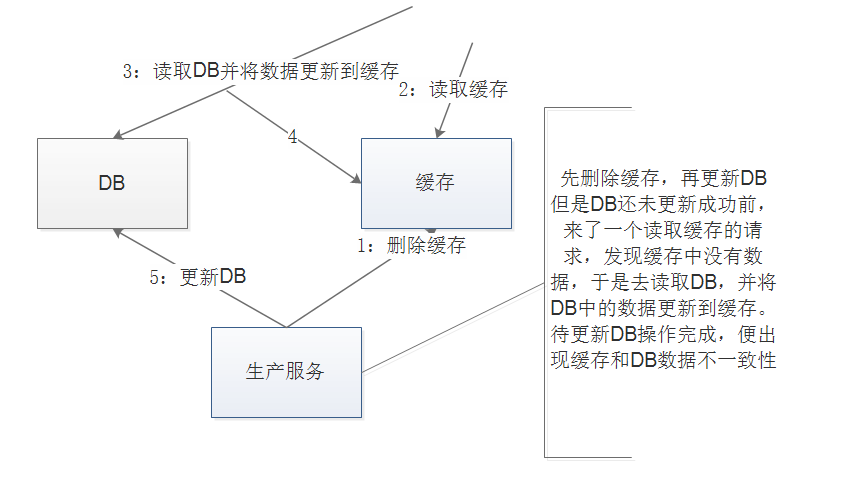 3：读取DB并将数据更新到缓存
2：读取缓存
4
DB
缓存
1：删除缓存
5：更新DB
生产服务
先删除缓存，再更新DB
但是DB还未更新成功前，
来了一个读取缓存的请
求，发现缓存中没有数
据，于是去读取DB，并将
DB中的数据更新到缓存。
待更新DB操作完成，便出
现缓存和DB数据不一致性